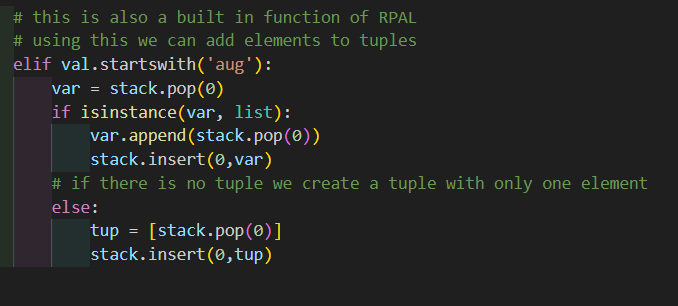 # this is also a built in function of RPAL
# using this we can add elements to tuples
elif val.startswith('aug'):
    var = stack.pop(0)
    if isinstance(var, list):
        var.append(stack.pop(0))
        stack.insert(0,var)
    # if there is no tuple we create a tuple with only one element
    else:
        tup = [stack.pop(0)]
        stack.insert(0,tup)